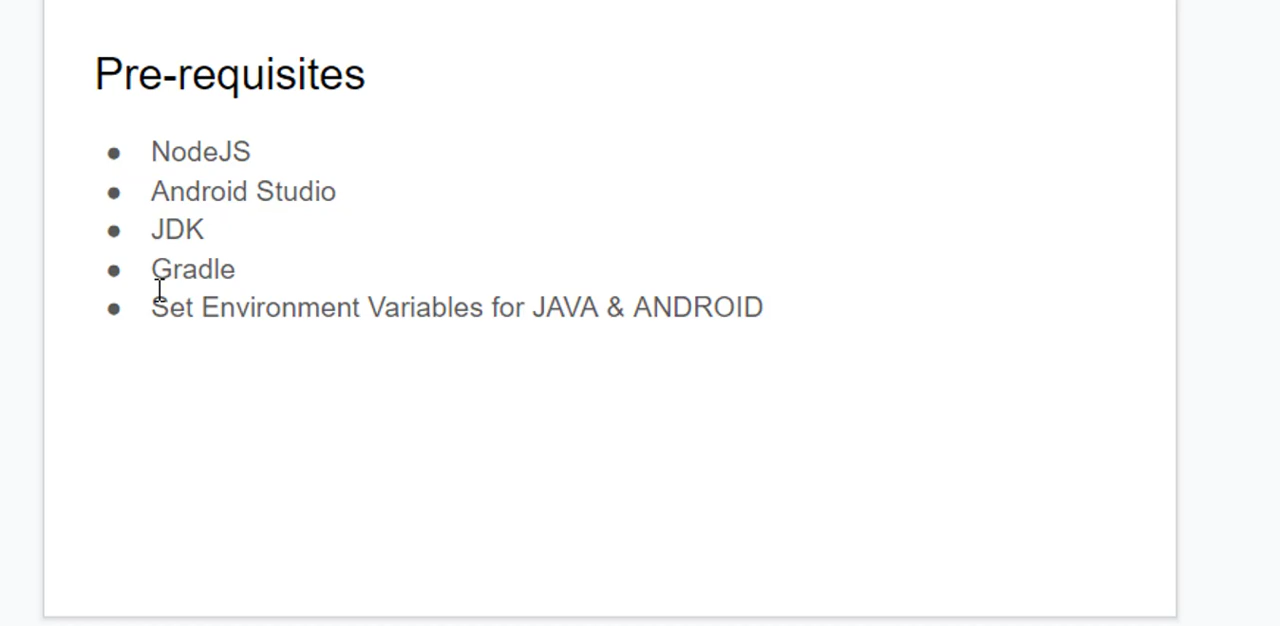 Pre-requisites
● NodeJS
● Android Studio
● JDK
● Gradle
● Set Environment Variables for JAVA & ANDROID